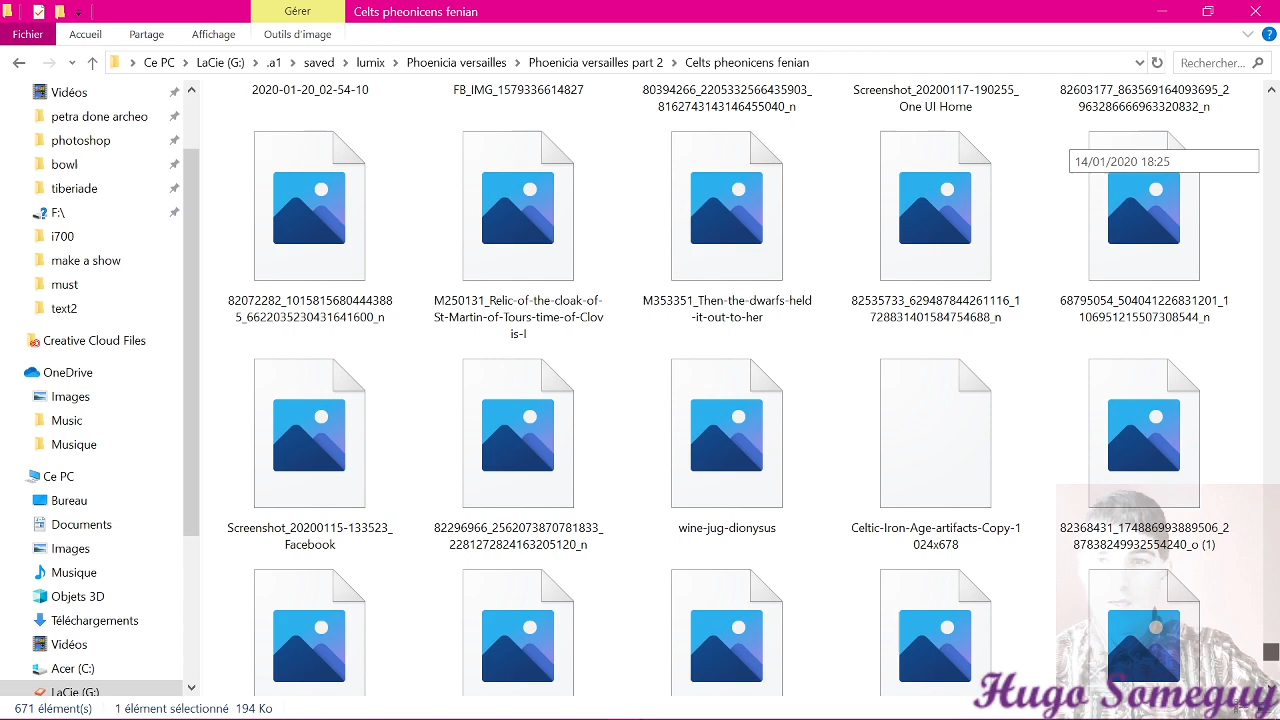 Gérer
Celts pheonicens fenian
Fichier
Accueil
Partage
Affichage
Outils d'image
Ce PC
LaCie (G:)
.a1
saved
lumix
Phoenicia versailles
Phoenicia versailles part 2
Celts pheonicens fenian
Rechercher...
Vidéos
petra done archeo
photoshop
bowl
tiberiade
F:\
i700
make a show
must
text2
Creative Cloud Files
OneDrive
Images
Music
Musique
Ce PC
Bureau
Documents
Images
Musique
Objets 3D
Téléchargements
Vidéos
Acer (C:)
LaCie (G:)
2020-01-20_02-54-10
FB_IMG_1579336614827
80394266_2205352766435903_
8162743143146455040_n
Screenshot_20200117-190255_
One UI Home
82603177_863569164093695_2
963286666963320832_n
14/01/2020 18:25
82072282_1015815680444388
5_6622035230431641600_n
M250131_Relic-of-the-cloak-of-
St-Martin-of-Tours-time-of-Clov
is-I
M353351_Then-the-dwarfs-held
-it-out-to-her
82535733_629487844261116_1
728831401584754688_n
68795054_504041226831201_1
106951215507308544_n
Screenshot_20200115-133523_
Facebook
82296966_2562073870781833_
2281272824163205120_n
wine-jug-dionysus
Celtic-Iron-Age-artifacts-Copy-1
024x678
82368431_174886993889506_2
87838249932554240_o (1)
671 élément(s)
1 élément sélectionné 194 Ko
Hugo Someguy